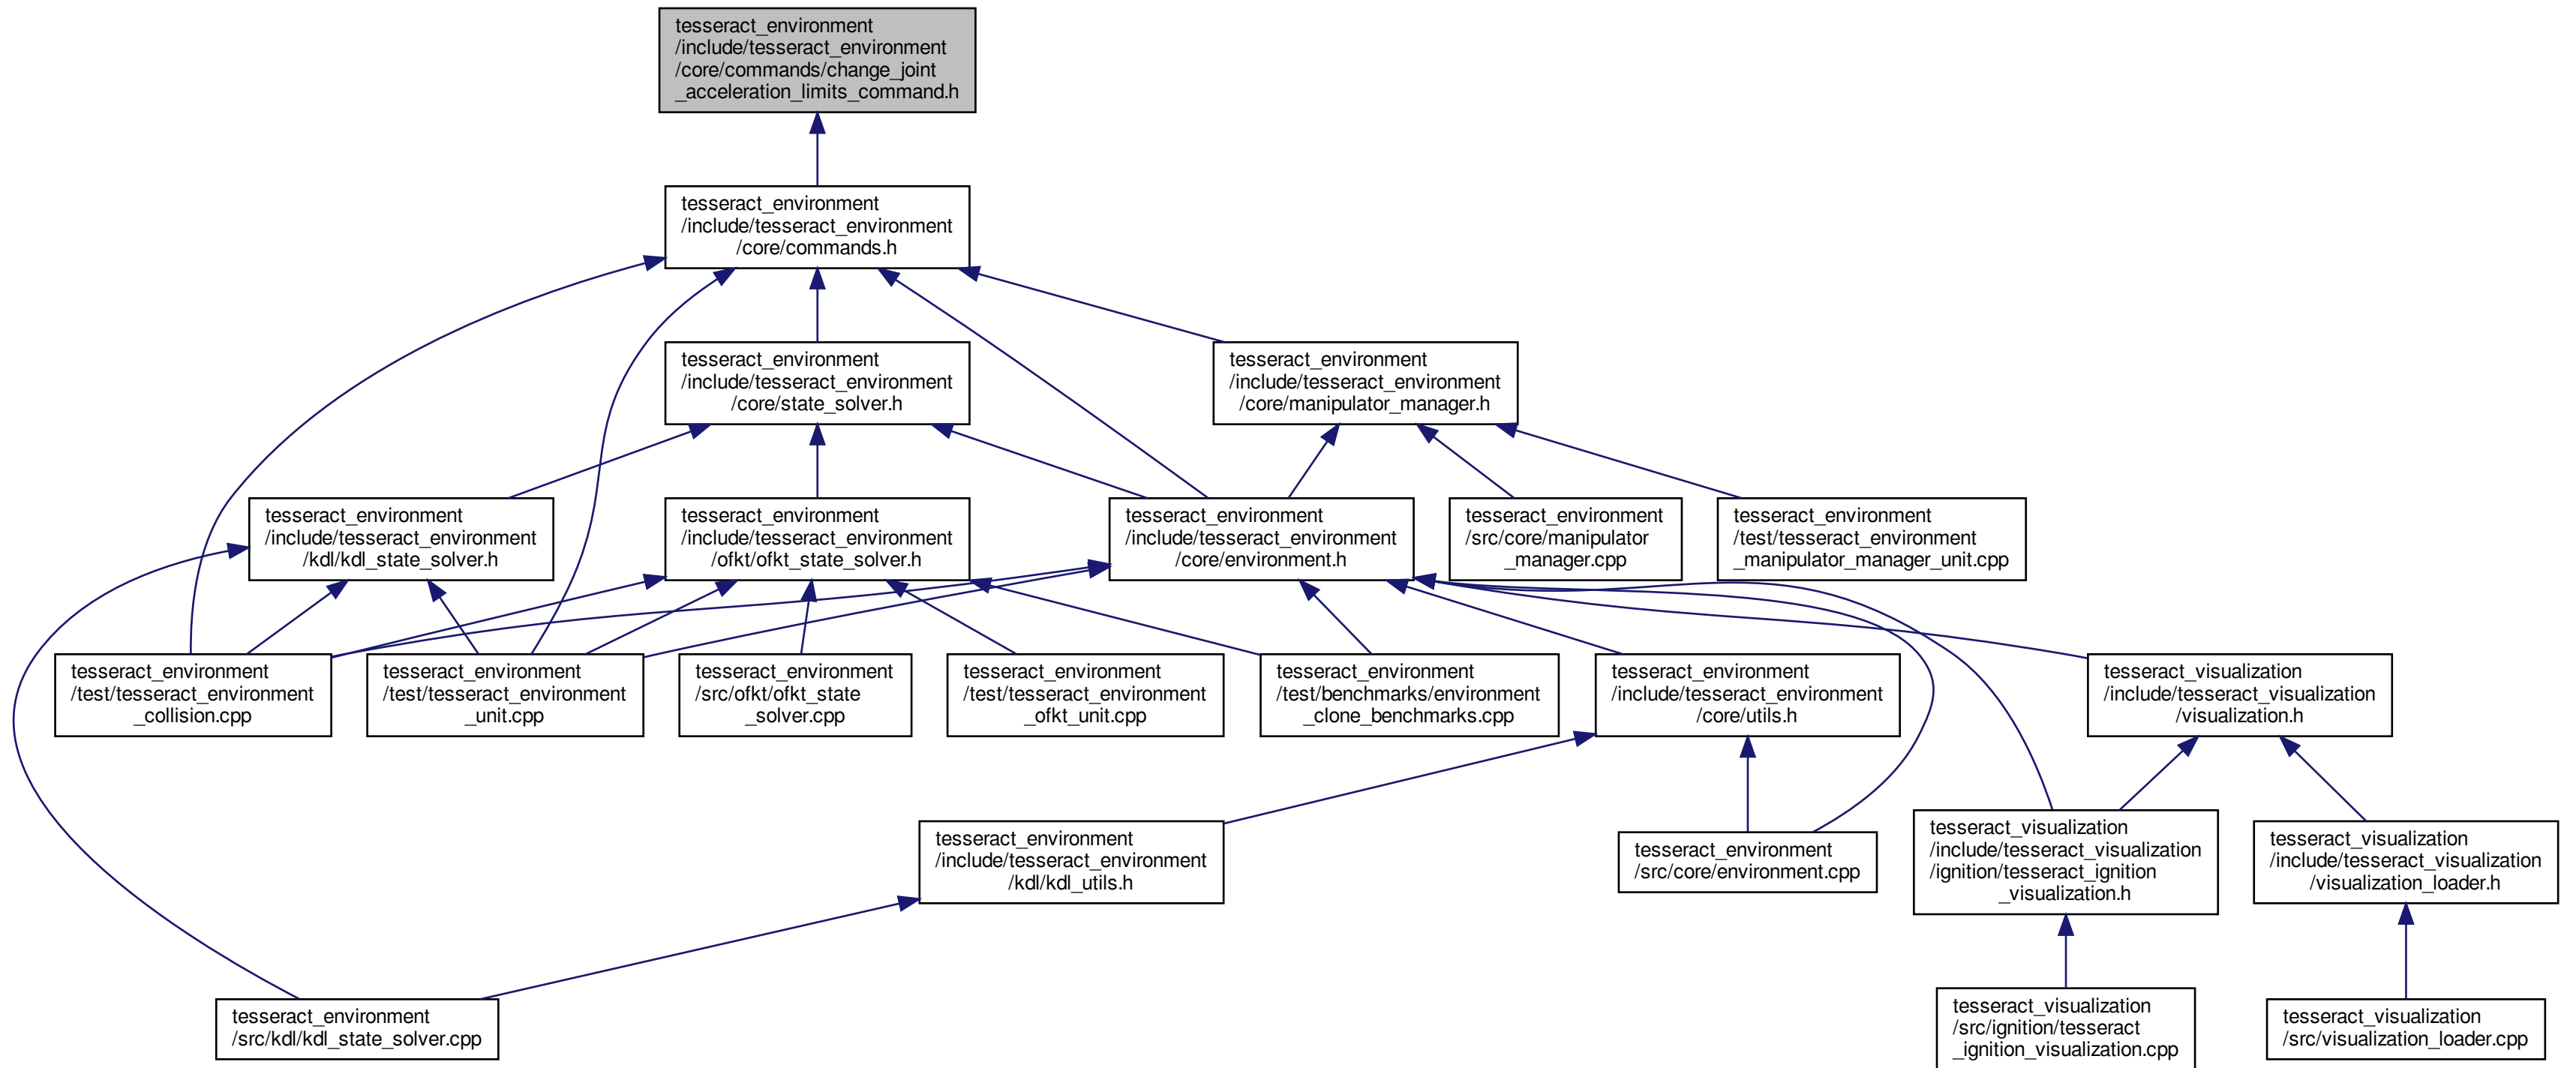 tesseract_environment
/include/tesseract_environment
/core/commands/change_joint
_acceleration_limits_command.h
tesseract_environment
/include/tesseract_environment
/core/commands.h
tesseract_environment
/include/tesseract_environment
/core/state_solver.h
tesseract_environment
/include/tesseract_environment
/core/manipulator_manager.h
tesseract_environment
/include/tesseract_environment
/kdl/kdl_state_solver.h
tesseract_environment
/include/tesseract_environment
/ofkt/ofkt_state_solver.h
tesseract_environment
/include/tesseract_environment
/core/environment.h
tesseract_environment
/src/core/manipulator
_manager.cpp
tesseract_environment
/test/tesseract_environment
_manipulator_manager_unit.cpp
tesseract_environment
/test/tesseract_environment
_collision.cpp
tesseract_environment
/test/tesseract_environment
_unit.cpp
tesseract_environment
/src/ofkt/ofkt_state
_solver.cpp
tesseract_environment
/test/tesseract_environment
_ofkt_unit.cpp
tesseract_environment
/test/benchmarks/environment
_clone_benchmarks.cpp
tesseract_environment
/include/tesseract_environment
/core/utils.h
tesseract_visualization
/include/tesseract_visualization
/visualization.h
tesseract_environment
/include/tesseract_environment
/kdl/kdl_utils.h
tesseract_environment
/src/core/environment.cpp
tesseract_visualization
/include/tesseract_visualization
/ignition/tesseract_ignition
_visualization.h
tesseract_visualization
/include/tesseract_visualization
/visualization_loader.h
tesseract_environment
/src/kdl/kdl_state_solver.cpp
tesseract_visualization
/src/ignition/tesseract
_ignition_visualization.cpp
tesseract_visualization
/src/visualization_loader.cpp